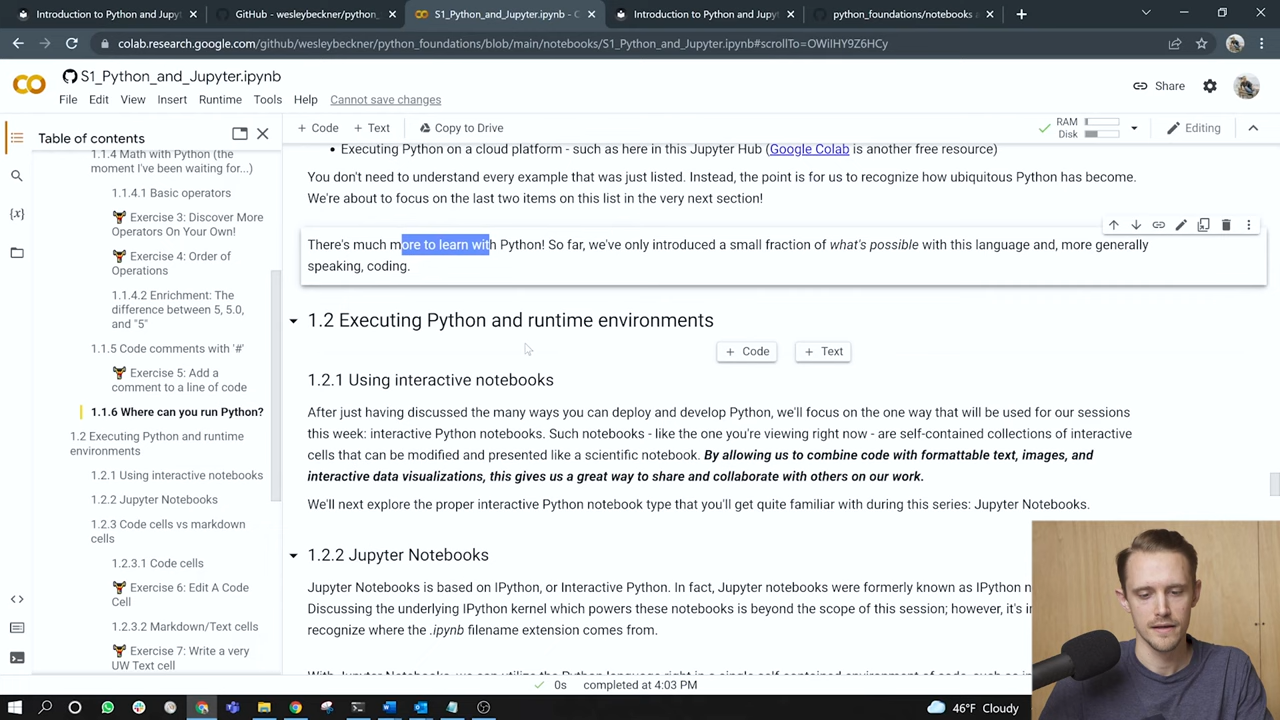 Introduction to Python and Jupyt
GitHub - wesleybeckner/python_
S1_Python_and_Jupyter.ipynb - C
Introduction to Python and Jupyt
python_foundations/notebooks a
colab.research.google.com/github/wesleybeckner/python_foundations/blob/main/notebooks/S1_Python_and_Jupyter.ipynb#scrollTo=OWiIHY9Z6HCy
S1_Python_and_Jupyter.ipynb
File Edit View Insert Runtime Tools Help Cannot save changes
Share
Table of contents
+ Code + Text Copy to Drive
RAM
Disk
Editing
1.1.4 Math with Python (the
moment I've been waiting for...)
1.1.4.1 Basic operators
Exercise 3: Discover More
Operators On Your Own!
Exercise 4: Order of
Operations
1.1.4.2 Enrichment: The
difference between 5, 5.0,
and "5"
1.1.5 Code comments with '#'
Exercise 5: Add a
comment to a line of code
1.1.6 Where can you run Python?
1.2 Executing Python and runtime
environments
1.2.1 Using interactive notebooks
1.2.2 Jupyter Notebooks
1.2.3 Code cells vs markdown
cells
1.2.3.1 Code cells
Exercise 6: Edit A Code
Cell
1.2.3.2 Markdown/Text cells
Exercise 7: Write a very
UW Text cell
• Executing Python on a cloud platform - such as here in this Jupyter Hub (Google Colab is another free resource)
You don't need to understand every example that was just listed. Instead, the point is for us to recognize how ubiquitous Python has become.
We're about to focus on the last two items on this list in the very next section!
There's much more to learn with Python! So far, we've only introduced a small fraction of what's possible with this language and, more generally
speaking, coding.
1.2 Executing Python and runtime environments
+ Code + Text
1.2.1 Using interactive notebooks
After just having discussed the many ways you can deploy and develop Python, we'll focus on the one way that will be used for our sessions
this week: interactive Python notebooks. Such notebooks - like the one you're viewing right now - are self-contained collections of interactive
cells that can be modified and presented like a scientific notebook. By allowing us to combine code with formattable text, images, and
interactive data visualizations, this gives us a great way to share and collaborate with others on our work.
We'll next explore the proper interactive Python notebook type that you'll get quite familiar with during this series: Jupyter Notebooks.
1.2.2 Jupyter Notebooks
Jupyter Notebooks is based on IPython, or Interactive Python. In fact, Jupyter notebooks were formerly known as IPython n
Discussing the underlying IPython kernel which powers these notebooks is beyond the scope of this session; however, it's i
recognize where the .ipynb filename extension comes from.
0s completed at 4:03 PM
46°F Cloudy